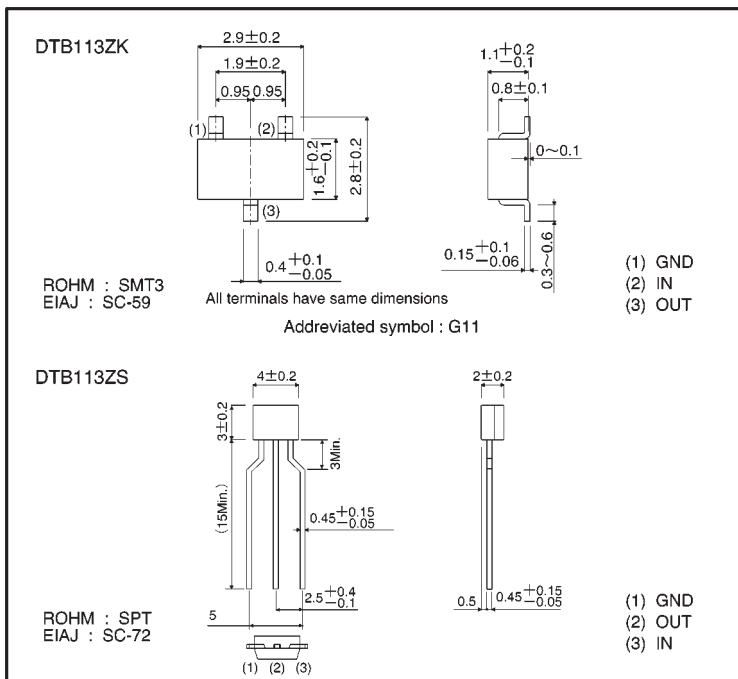 DTB113ZK
2.9±0.2
1.9±0.2
0.95 0.95
(1) (2)
(3)
1.6+0.2
−0.1
2.8±0.2
0.4+0.1
−0.05
All terminals have same dimensions
1.1+0.2
−0.1
0.8±0.1
0~0.1
0.15+0.1
−0.06
0.3~0.6
ROHM : SMT3
EIAJ : SC-59
Addreviated symbol : G11
(1) GND
(2) IN
(3) OUT
DTB113ZS
4±0.2
3±0.2
(15Min.)
3Min.
0.45+0.15
−0.05
2.5+0.4
−0.1
5
(1) (2) (3)
2±0.2
0.5
0.45+0.15
−0.05
ROHM : SPT
EIAJ : SC-72
(1) GND
(2) OUT
(3) IN